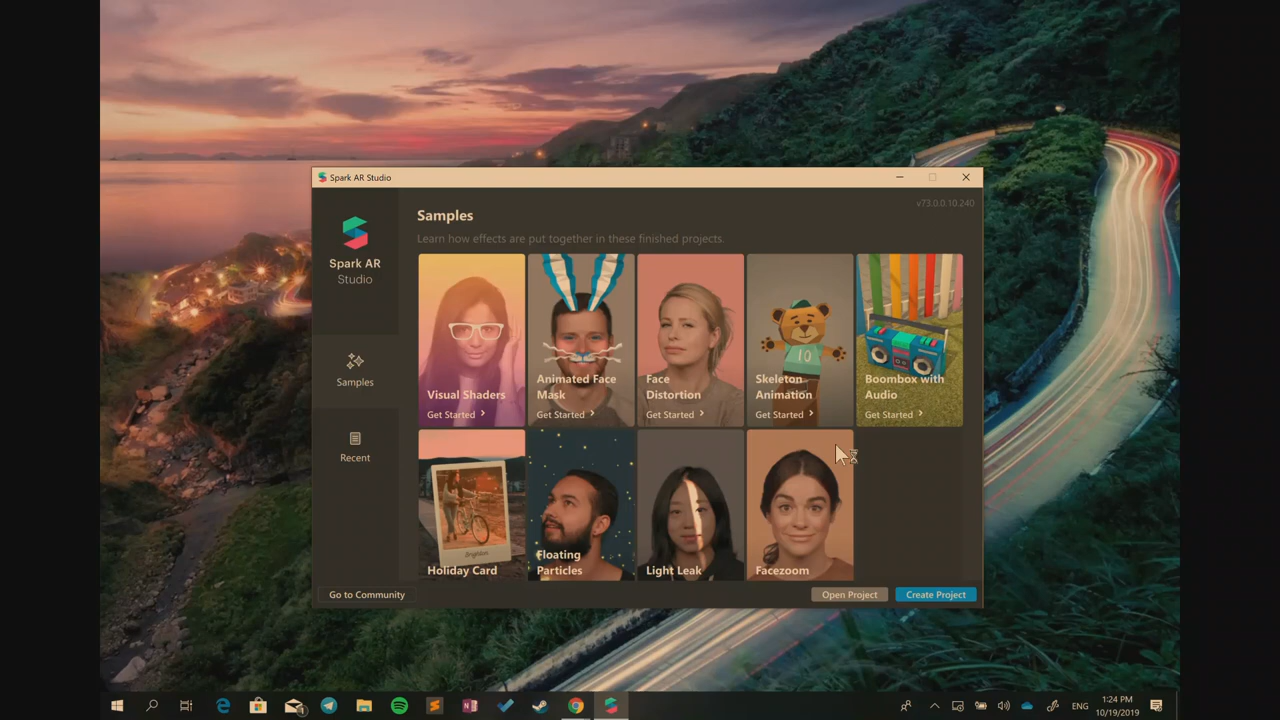 Spark AR Studio
v73.0.0.10.240
Spark AR
Studio
Samples
Recent
Samples
Learn how effects are put together in these finished projects.
Visual Shaders
Get Started
Animated Face
Mask
Get Started
Face
Distortion
Get Started
10
Skeleton
Animation
Get Started
Boombox with
Audio
Get Started
Brighton
Holiday Card
Floating
Particles
Light Leak
Facezoom
Go to Community
Open Project
Create Project
ENG
1:24 PM
10/19/2019